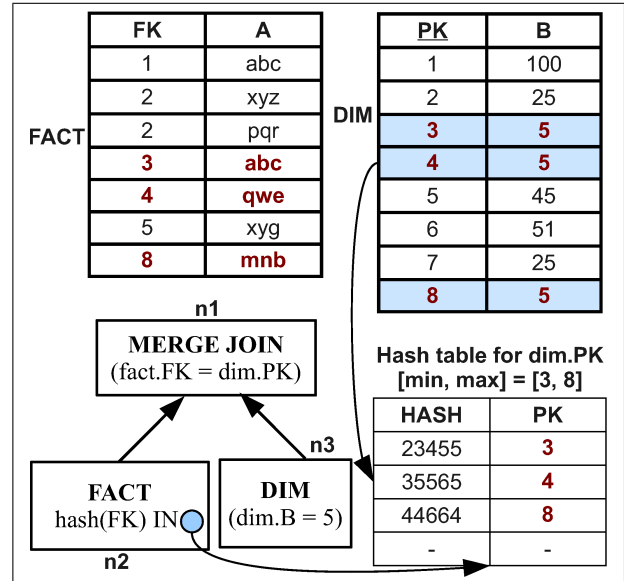 FACT
FK A
1 abc
2 xyz
2 pqr
3 abc
4 qwe
5 xyg
8 mnb
DIM
PK B
1 100
2 25
3 5
4 5
5 45
6 51
7 25
8 5
n1
MERGE JOIN
(fact.FK = dim.PK)
n3
FACT
hash(FK) IN
n2
DIM
(dim.B = 5)
Hash table for dim.PK
[min, max] = [3, 8]
HASH PK
23455 3
35565 4
44664 8
- -